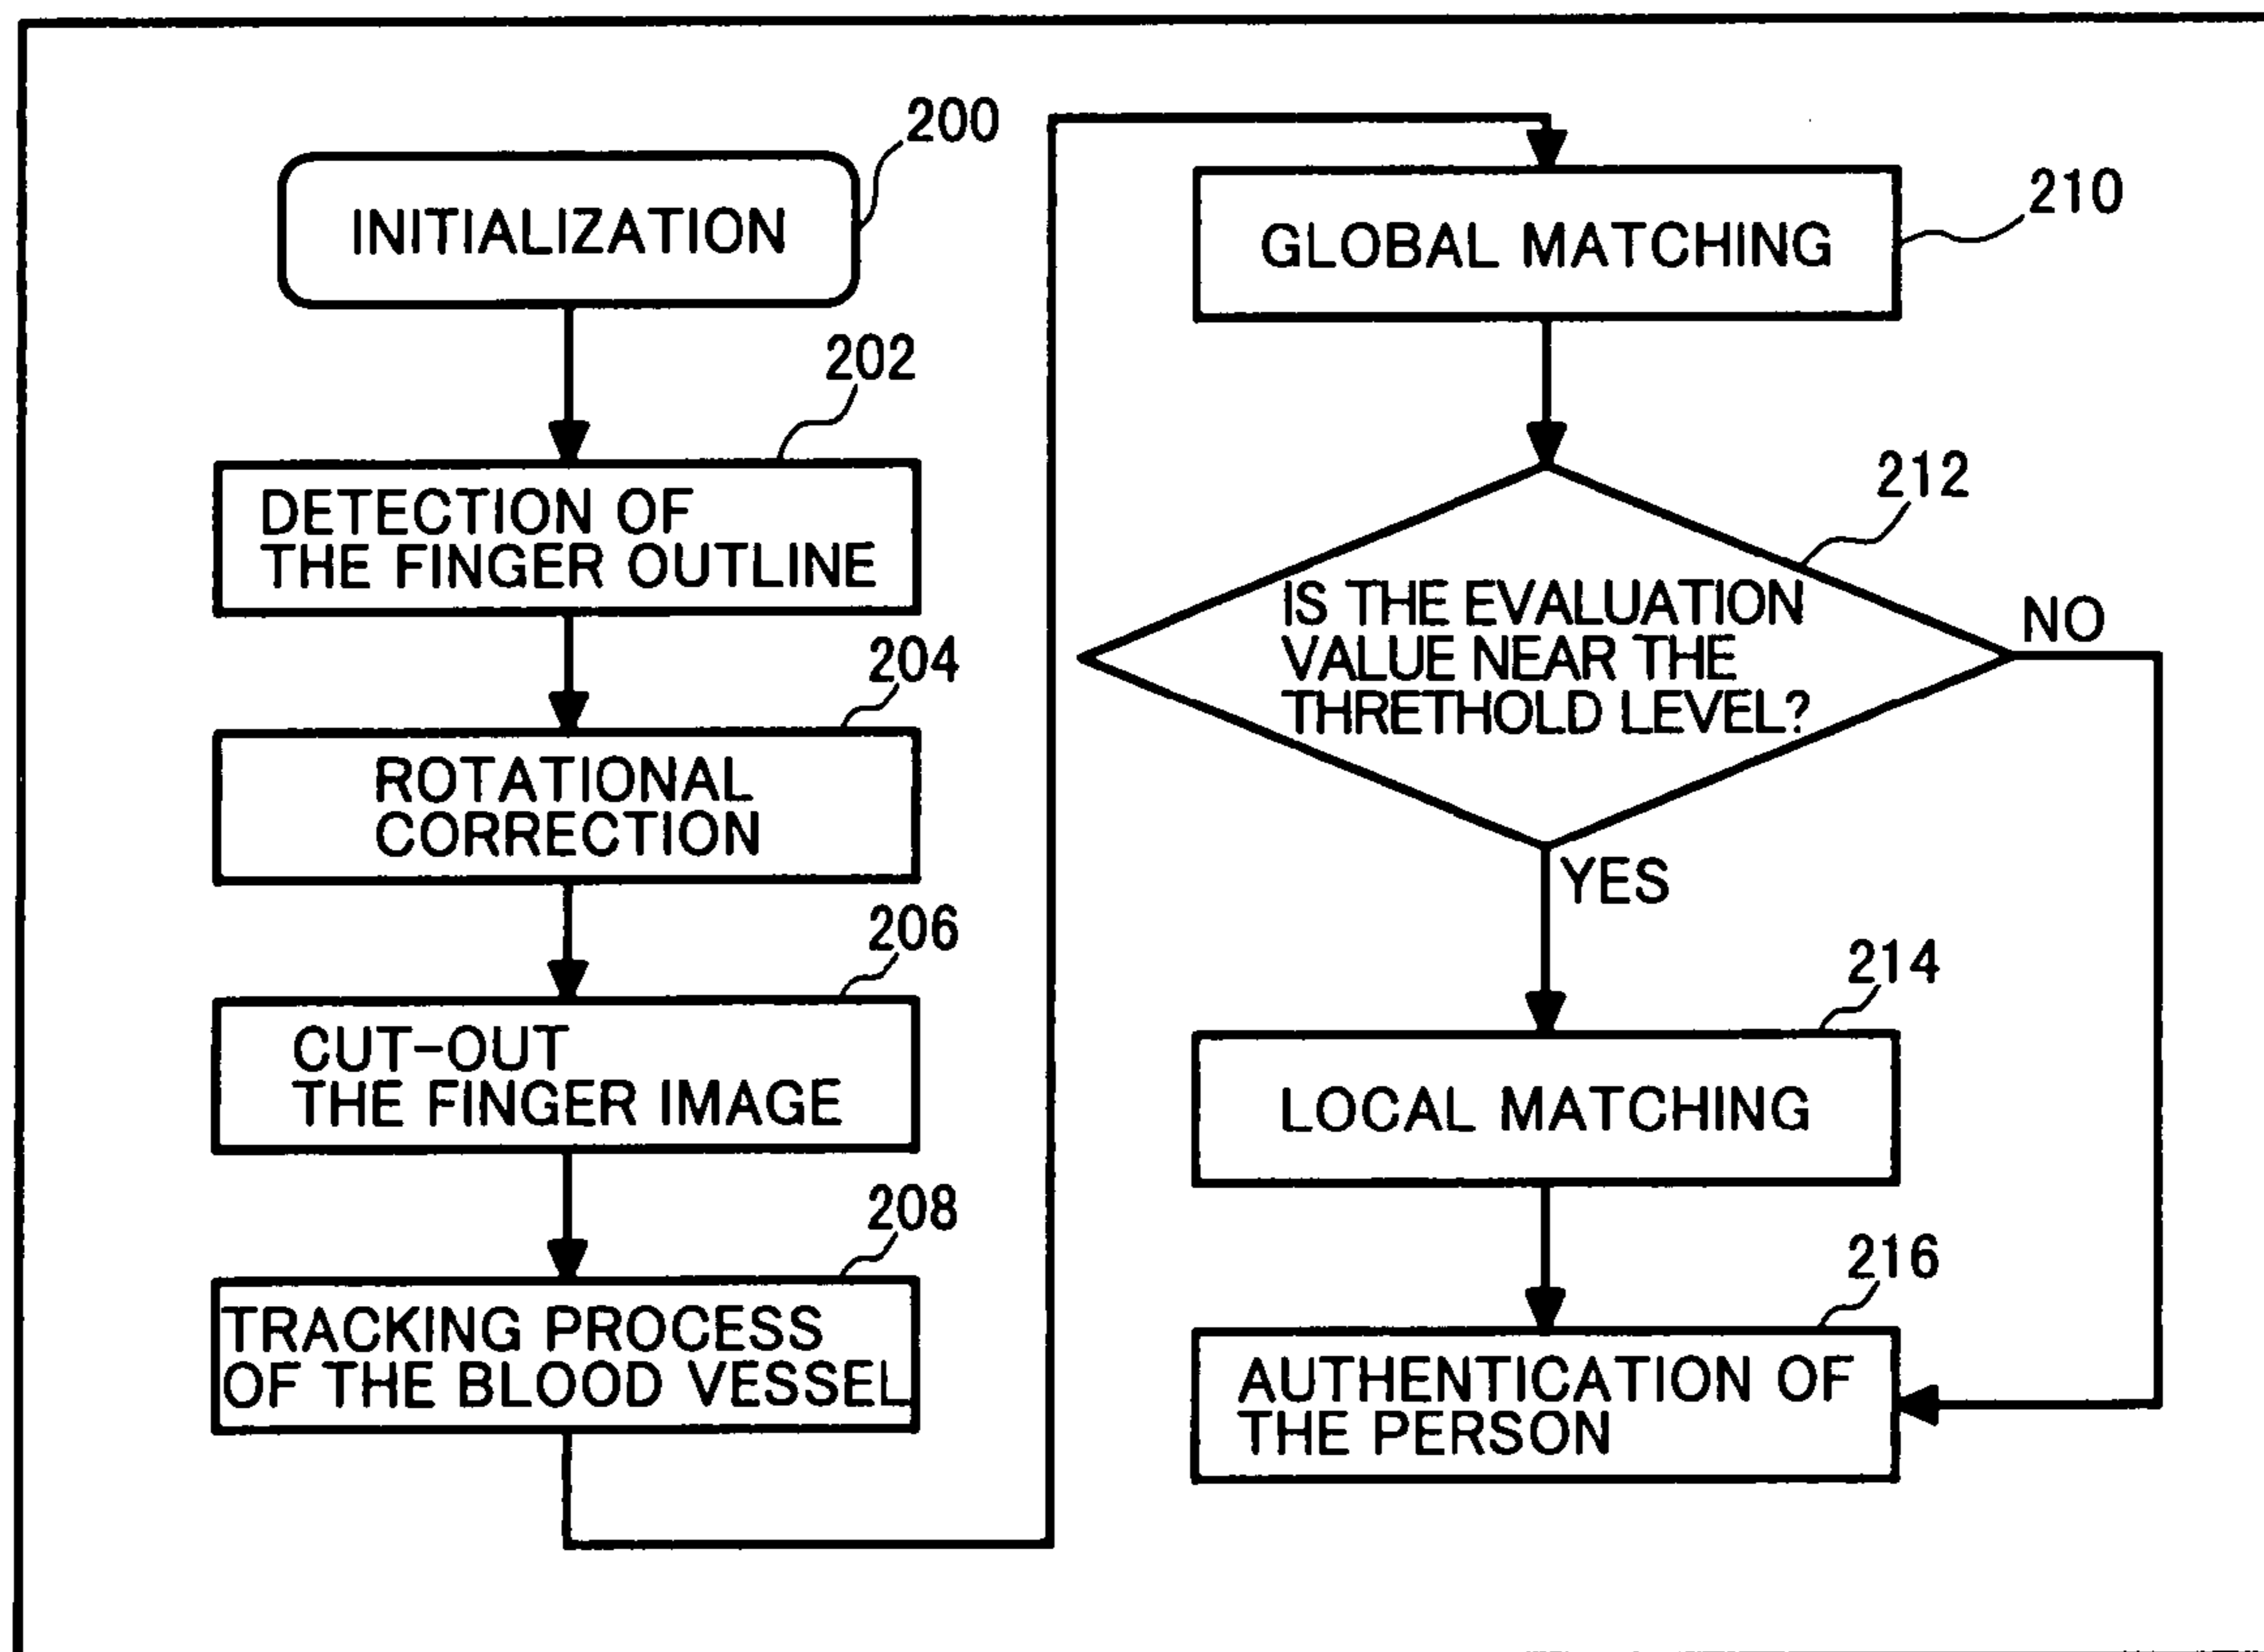 200
INITIALIZATION
202
DETECTION OF
THE FINGER OUTLINE
204
ROTATIONAL
CORRECTION
206
CUT-OUT
THE FINGER IMAGE
208
TRACKING PROCESS
OF THE BLOOD VESSEL
210
GLOBAL MATCHING
212
IS THE EVALUATION
VALUE NEAR THE
THRETHOLD LEVEL?
NO
YES
214
LOCAL MATCHING
216
AUTHENTICATION OF
THE PERSON